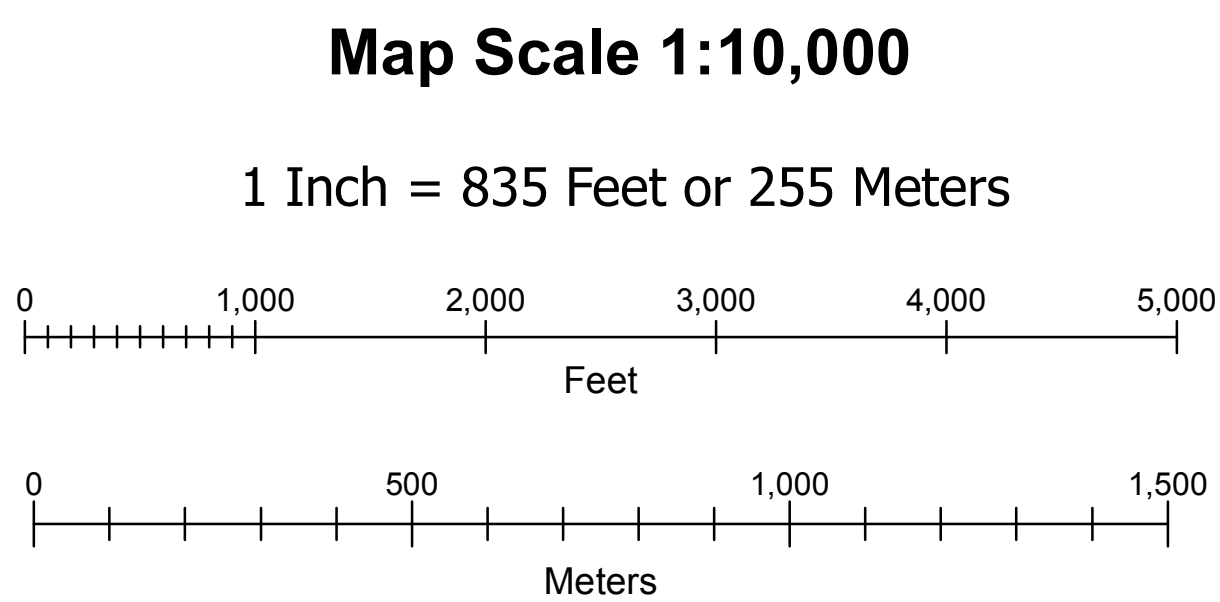 Map Scale 1:10,000
1 Inch = 835 Feet or 255 Meters
0 1,000 2,000 3,000 4,000 5,000
Feet
0 500 1,000 1,500
Meters